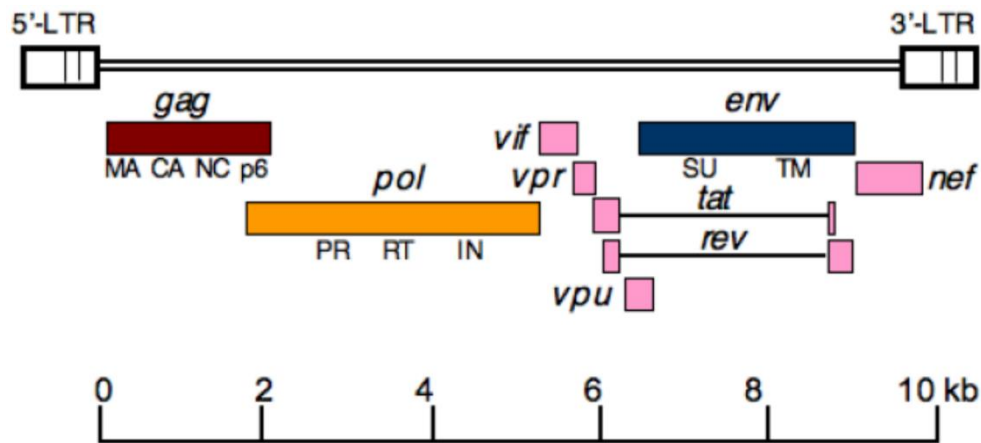 5'-LTR 3'-LTR
gag env
vif
MA CA NC p6 SU TM
pol vpr nef
tat
PR RT IN rev
vpu
0 2 4 6 8 10 kb